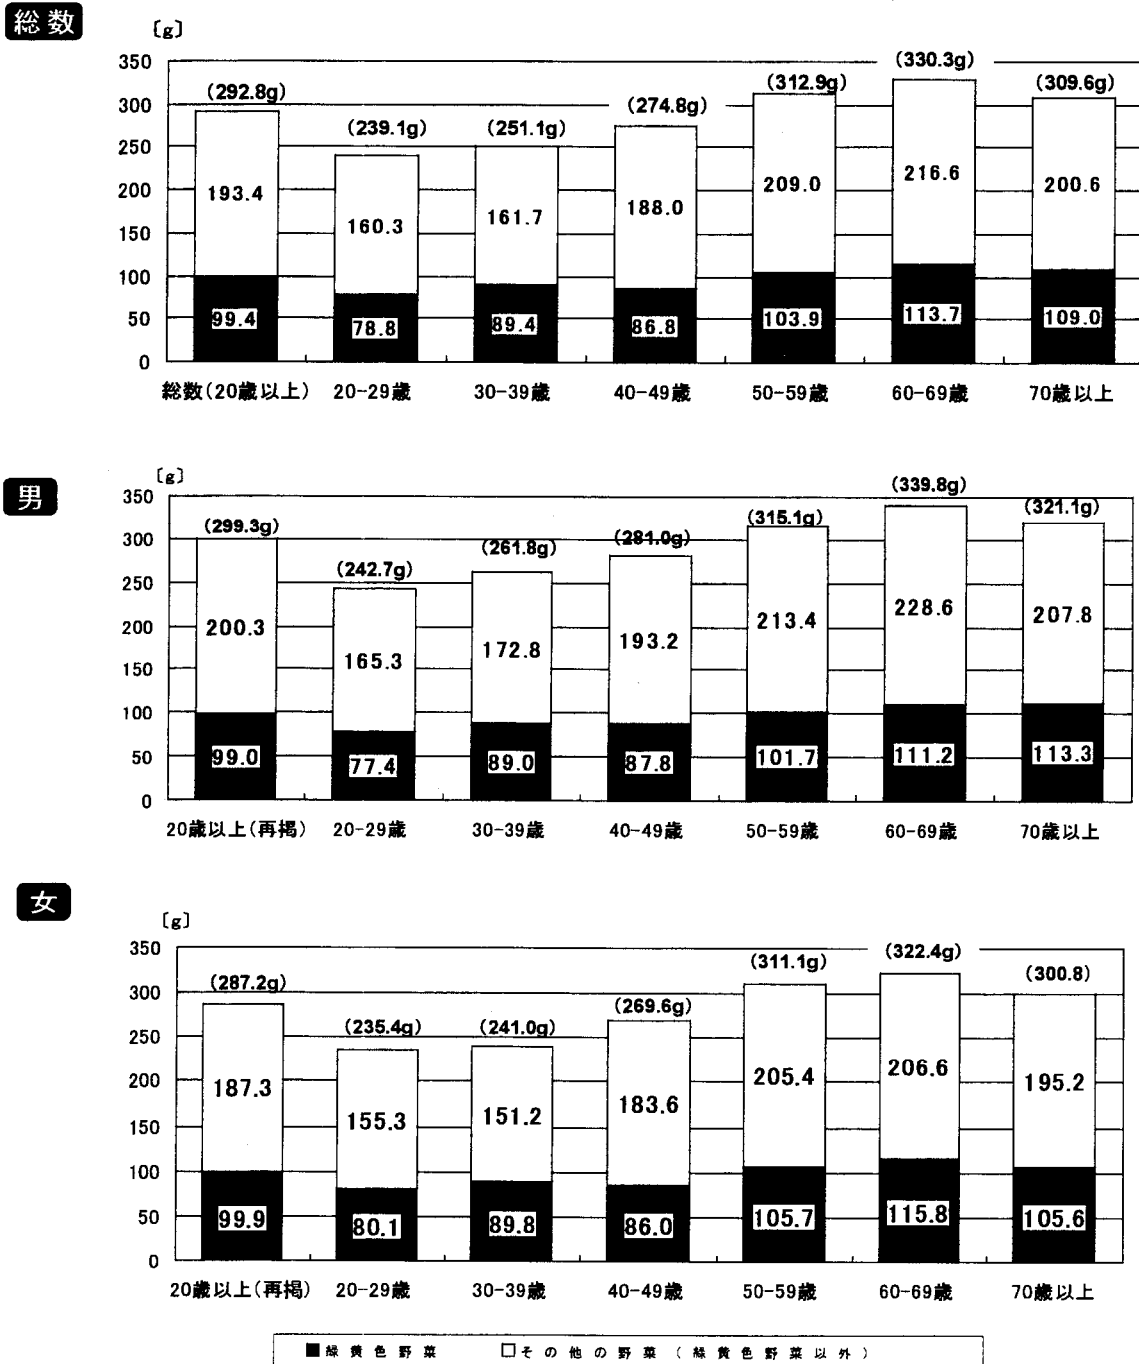 総数
〔g〕
350
300
250
200
150
100
50
0
(292.8g)
(239.1g)
(251.1g)
(274.8g)
(312.9g)
(330.3g)
(309.6g)
193.4
160.3
161.7
188.0
209.0
216.6
200.6
99.4
78.8
89.4
86.8
103.9
113.7
109.0
総数(20歳以上) 20-29歳 30-39歳 40-49歳 50-59歳 60-69歳 70歳以上
男
〔g〕
350
300
250
200
150
100
50
0
(299.3g)
(242.7g)
(261.8g)
(281.0g)
(315.1g)
(339.8g)
(321.1g)
200.3
165.3
172.8
193.2
213.4
228.6
207.8
99.0
77.4
89.0
87.8
101.7
111.2
113.3
20歳以上(再掲) 20-29歳 30-39歳 40-49歳 50-59歳 60-69歳 70歳以上
女
〔g〕
350
300
250
200
150
100
50
0
(287.2g)
(235.4g)
(241.0g)
(269.6g)
(311.1g)
(322.4g)
(300.8)
187.3
155.3
151.2
183.6
205.4
206.6
195.2
99.9
80.1
89.8
86.0
105.7
115.8
105.6
20歳以上(再掲) 20-29歳 30-39歳 40-49歳 50-59歳 60-69歳 70歳以上
■緑黄色野菜 □その他の野菜(緑黄色野菜以外)